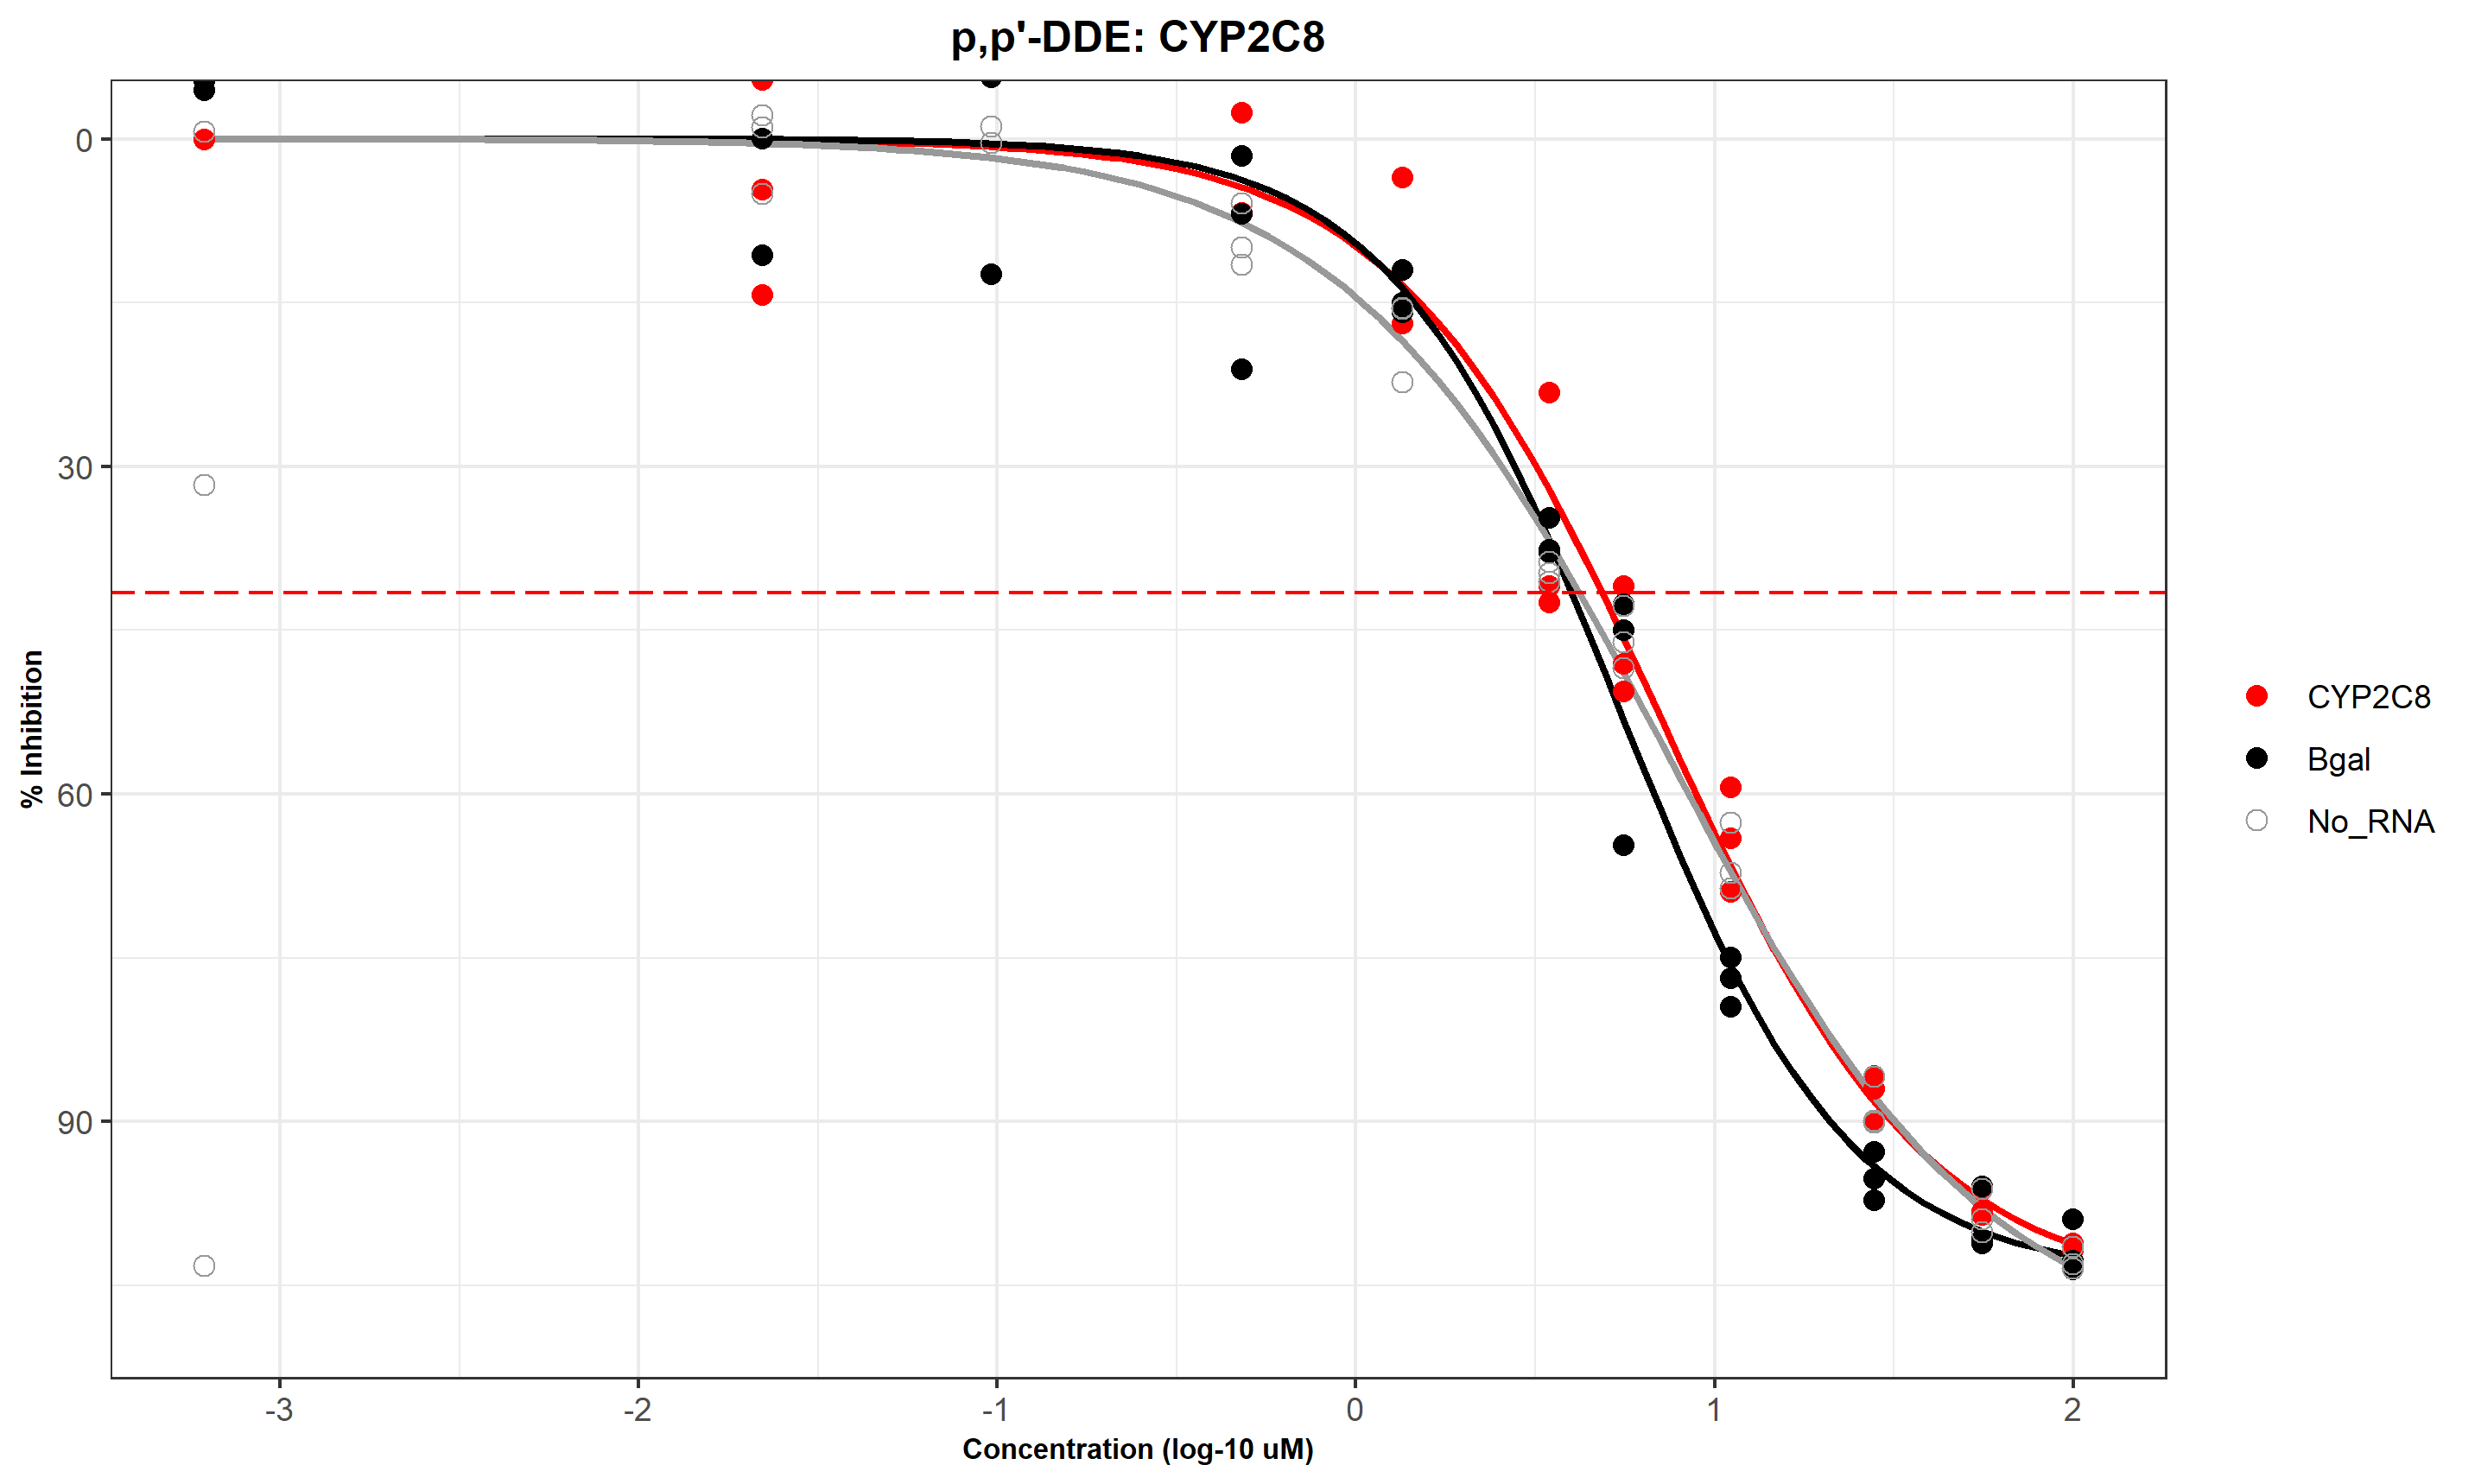 p,p'-DDE: CYP2C8
% Inhibition
0
30
60
90
-3
-2
-1
0
1
2
Concentration (log-10 uM)
CYP2C8
Bgal
No_RNA